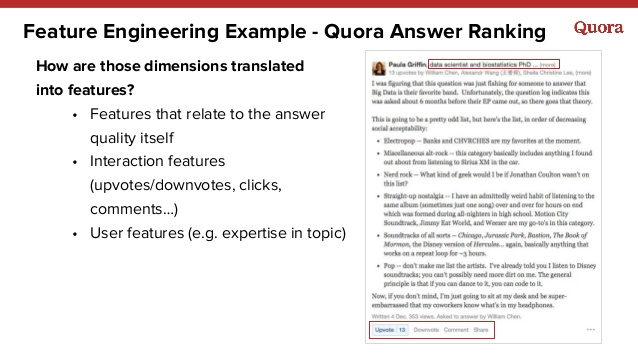 Feature Engineering Example - Quora Answer Ranking
Quora
How are those dimensions translated
into features?
• Features that relate to the answer
quality itself
• Interaction features
(upvotes/downvotes, clicks,
comments…)
• User features (e.g. expertise in topic)
Paula Griffin, data scientist and biostatistics PhD ... (more)
15 upvotes by William Chen, Alexandr Wang (王誉舜), Sheila Christine Lee, (more)
I was figuring that this question was just fishing for someone to answer that
Big Data is their favorite band. Unfortunately, the question log indicates this
was asked about 6 months before their EP came out, so there goes that theory.
This is going to be a pretty odd list, but here's the list, in order of decreasing
social acceptability:
• Electropop -- Banks and CHVRCHES are my favorites at the moment.
• Miscellaneous alt-rock -- this category basically includes anything I found
out about from listening to Sirius XM in the car.
• Nerd rock -- What kind of geek would I be if Jonathan Coulton wasn't on
this list?
• Straight-up nostalgia -- I have an admittedly weird habit of listening to the
same album (sometimes just one song) over and over for hours on end
which was formed during all-nighters in high school. Motion City
Soundtrack, Jimmy Eat World, and Weezer are my go-to's in this category.
• Soundtracks of all sorts -- Chicago, Jurassic Park, Bastion, The Book of
Mormon, the Disney version of Hercules... again, basically anything that
works on a repeat loop for ~3 hours.
• Pop -- don't make me list the artists. I've already told you I listen to Disney
soundtracks; you can't possibly need more dirt on me. The general
principle is that if you can dance to it, you can code to it.
Now, if you don't mind, I'm just going to sit at my desk and be super-
embarrassed that my coworkers know what's in my headphones.
Written 4 Dec. 353 views. Asked to answer by William Chen.
Upvote 13 Downvote Comment Share ...